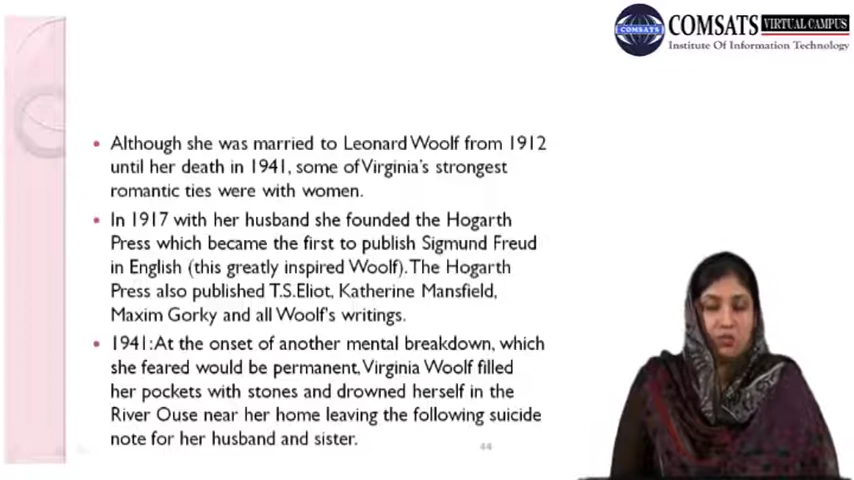 COMSATS VIRTUAL CAMPUS
COMSATS
Institute Of Information Technology
• Although she was married to Leonard Woolf from 1912
until her death in 1941, some of Virginia's strongest
romantic ties were with women.
• In 1917 with her husband she founded the Hogarth
Press which became the first to publish Sigmund Freud
in English (this greatly inspired Woolf). The Hogarth
Press also published T.S.Eliot, Katherine Mansfield,
Maxim Gorky and all Woolf's writings.
• 1941: At the onset of another mental breakdown, which
she feared would be permanent, Virginia Woolf filled
her pockets with stones and drowned herself in the
River Ouse near her home leaving the following suicide
note for her husband and sister.
44